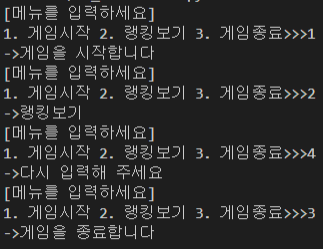 [메뉴를 입력하세요]
1. 게임시작 2. 랭킹보기 3. 게임종료>>>1
->게임을 시작합니다
[메뉴를 입력하세요]
1. 게임시작 2. 랭킹보기 3. 게임종료>>>2
->랭킹보기
[메뉴를 입력하세요]
1. 게임시작 2. 랭킹보기 3. 게임종료>>>4
->다시 입력해 주세요
[메뉴를 입력하세요]
1. 게임시작 2. 랭킹보기 3. 게임종료>>>3
->게임을 종료합니다